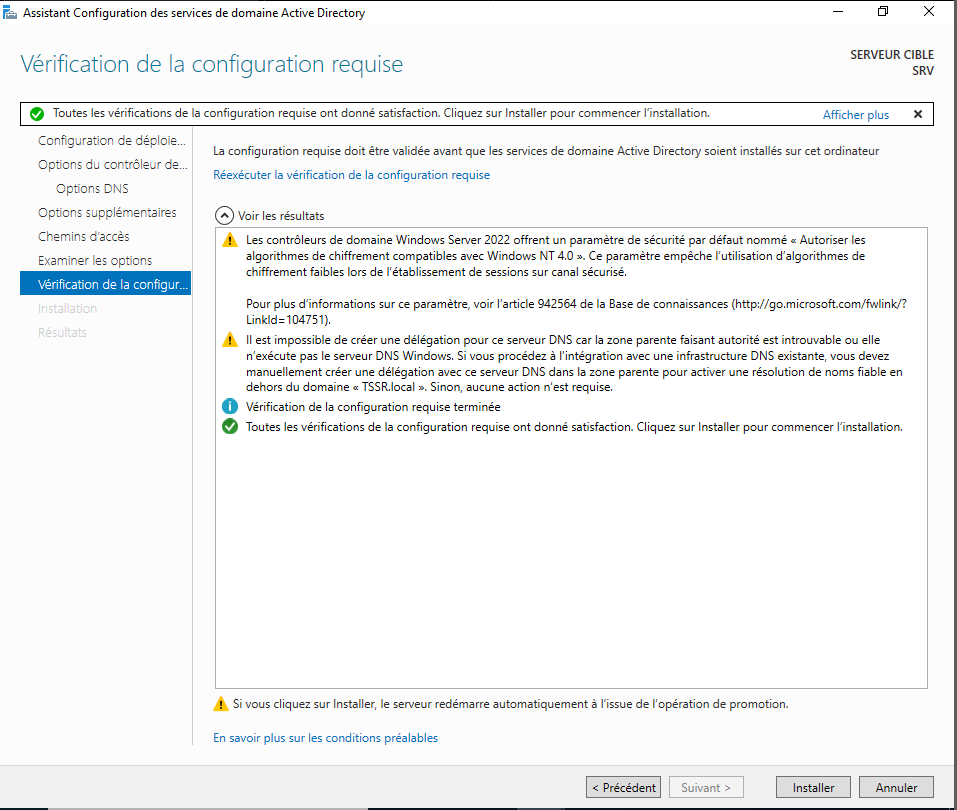 Assistant Configuration des services de domaine Active Directory
Vérification de la configuration requise
SERVEUR CIBLE
SRV
Toutes les vérifications de la configuration requise ont donné satisfaction. Cliquez sur Installer pour commencer l'installation.
Afficher plus
Configuration de déploie...
Options du contrôleur de...
Options DNS
Options supplémentaires
Chemins d'accès
Examiner les options
Vérification de la configur...
Installation
Résultats
La configuration requise doit être validée avant que les services de domaine Active Directory soient installés sur cet ordinateur
Réexécuter la vérification de la configuration requise
Voir les résultats
Les contrôleurs de domaine Windows Server 2022 offrent un paramètre de sécurité par défaut nommé « Autoriser les
algorithmes de chiffrement compatibles avec Windows NT 4.0 ». Ce paramètre empêche l'utilisation d'algorithmes de
chiffrement faibles lors de l'établissement de sessions sur canal sécurisé.
Pour plus d'informations sur ce paramètre, voir l'article 942564 de la Base de connaissances (http://go.microsoft.com/fwlink/?
LinkId=104751).
Il est impossible de créer une délégation pour ce serveur DNS car la zone parente faisant autorité est introuvable ou elle
n'exécute pas le serveur DNS Windows. Si vous procédez à l'intégration avec une infrastructure DNS existante, vous devez
manuellement créer une délégation avec ce serveur DNS dans la zone parente pour activer une résolution de noms fiable en
dehors du domaine « TSSR.local ». Sinon, aucune action n'est requise.
Vérification de la configuration requise terminée
Toutes les vérifications de la configuration requise ont donné satisfaction. Cliquez sur Installer pour commencer l'installation.
Si vous cliquez sur Installer, le serveur redémarre automatiquement à l'issue de l'opération de promotion.
En savoir plus sur les conditions préalables
< Précédent
Suivant >
Installer
Annuler